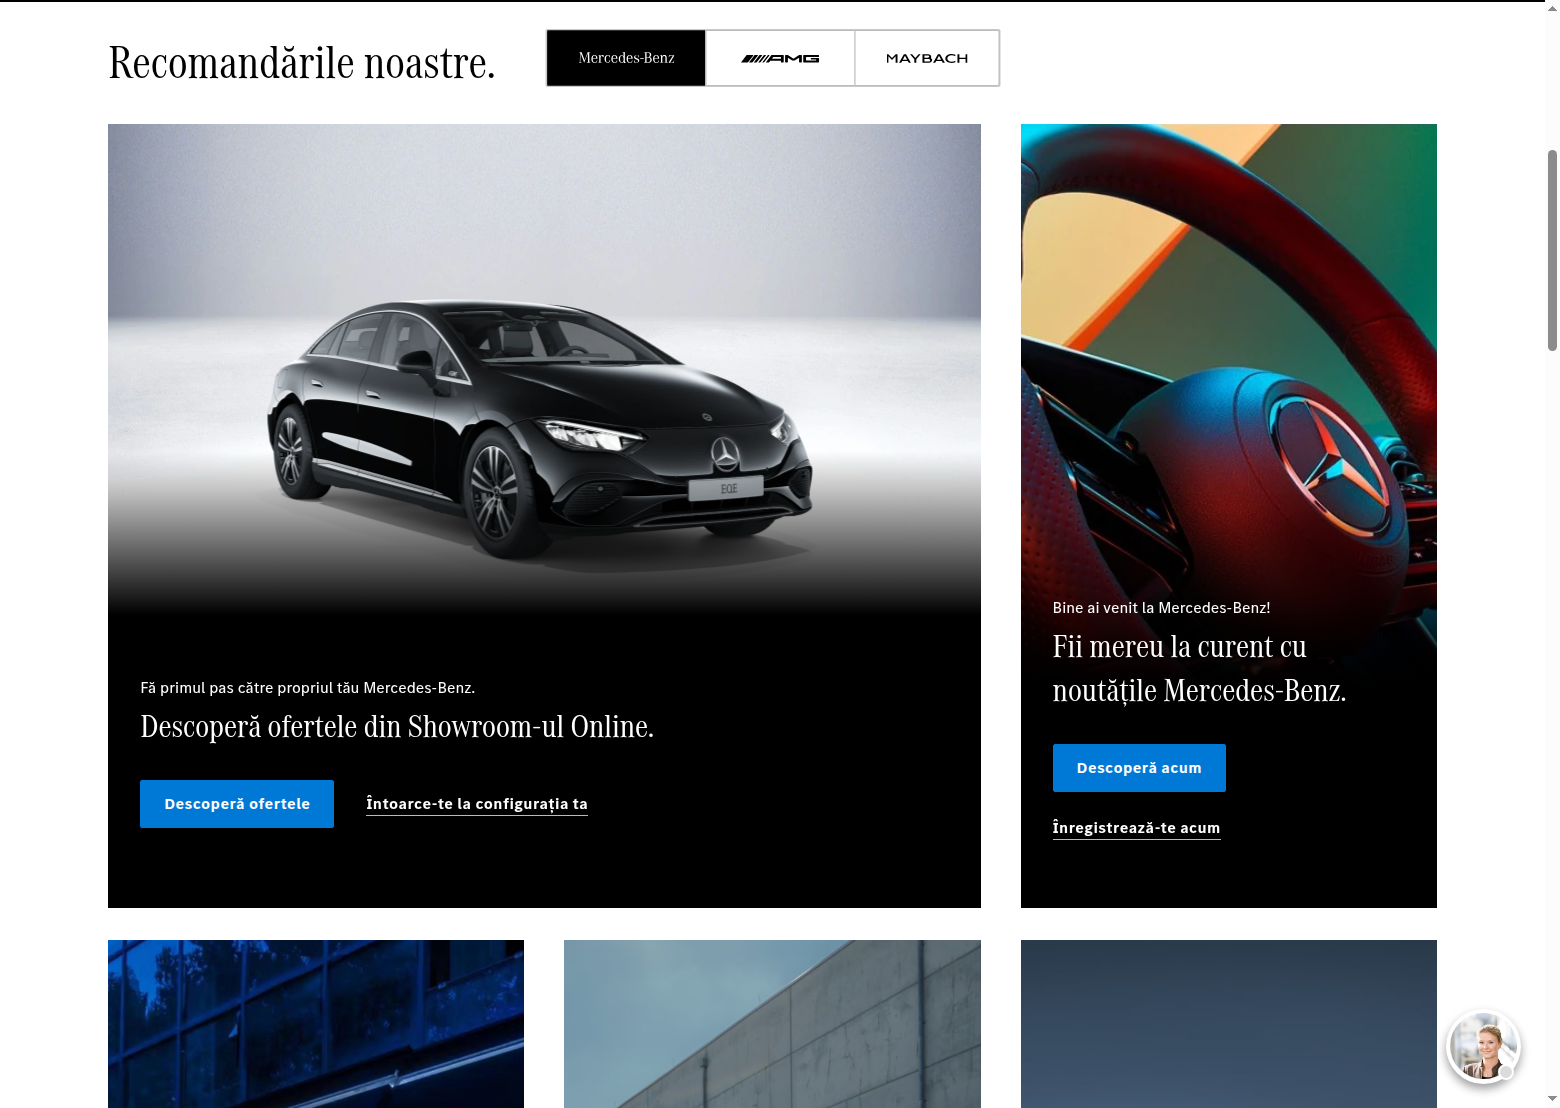 Recomandările noastre.
Mercedes-Benz
AMG
MAYBACH
EQE
Fă primul pas către propriul tău Mercedes-Benz.
Descoperă ofertele din Showroom-ul Online.
Descoperă ofertele
Întoarce-te la configurația ta
Bine ai venit la Mercedes-Benz!
Fii mereu la curent cu
noutățile Mercedes-Benz.
Descoperă acum
Înregistrează-te acum